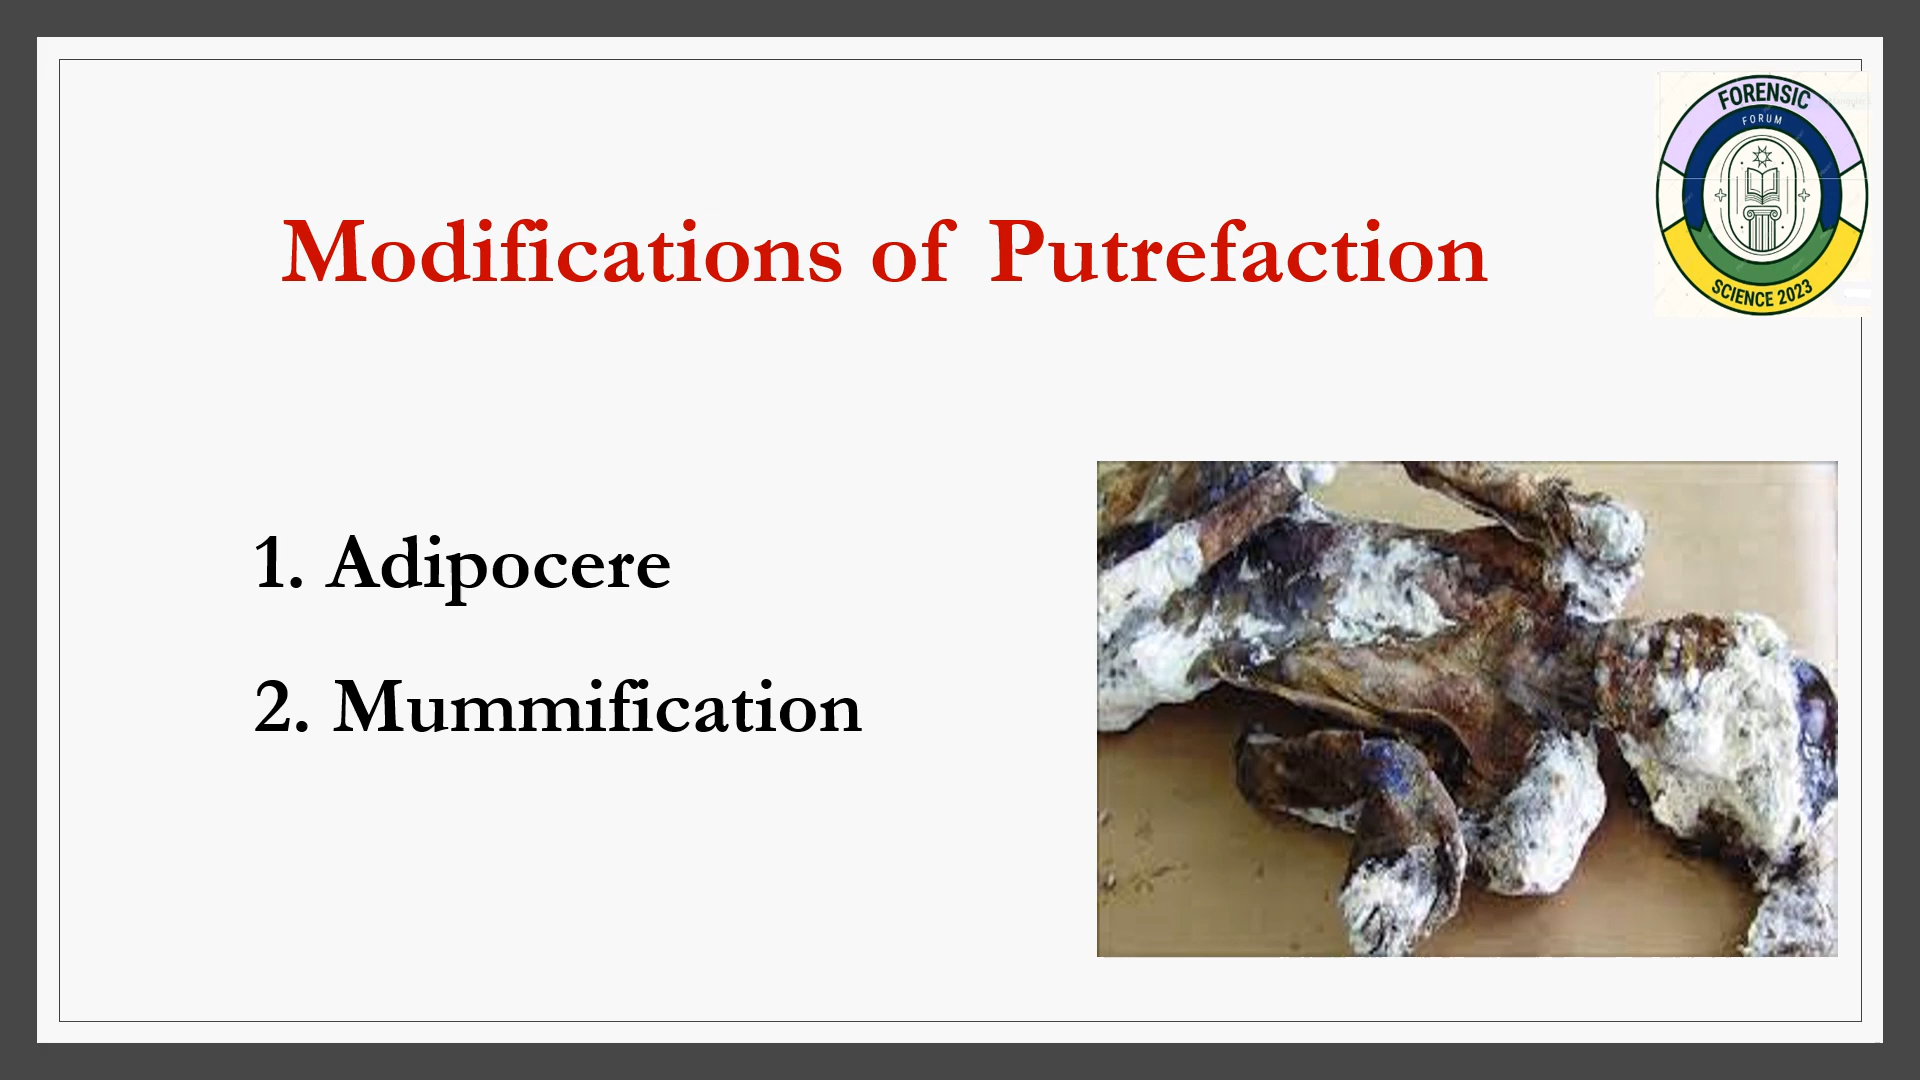 FORENSIC
FORUM
SCIENCE 2023
Modifications of Putrefaction
1. Adipocere
2. Mummification